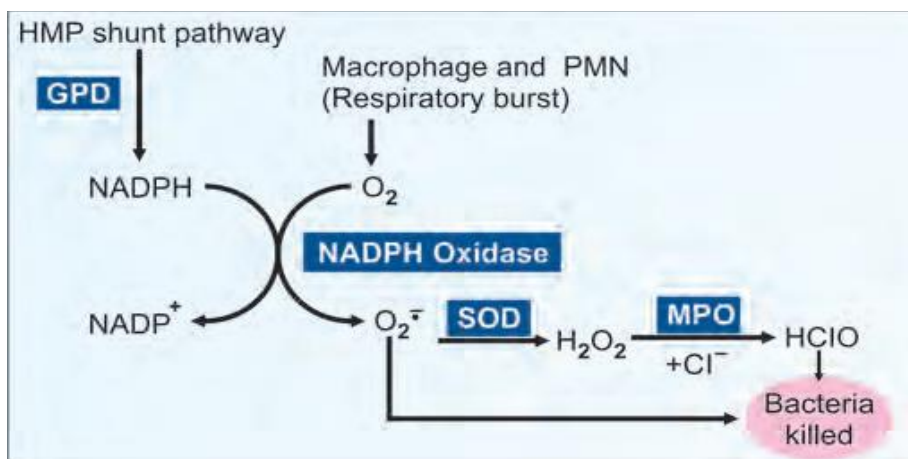 HMP shunt pathway
GPD
Macrophage and PMN
(Respiratory burst)
NADPH
O₂
NADPH Oxidase
NADP⁺
O₂•̅
SOD
H₂O₂
MPO
+Cl⁻
HClO
Bacteria
killed